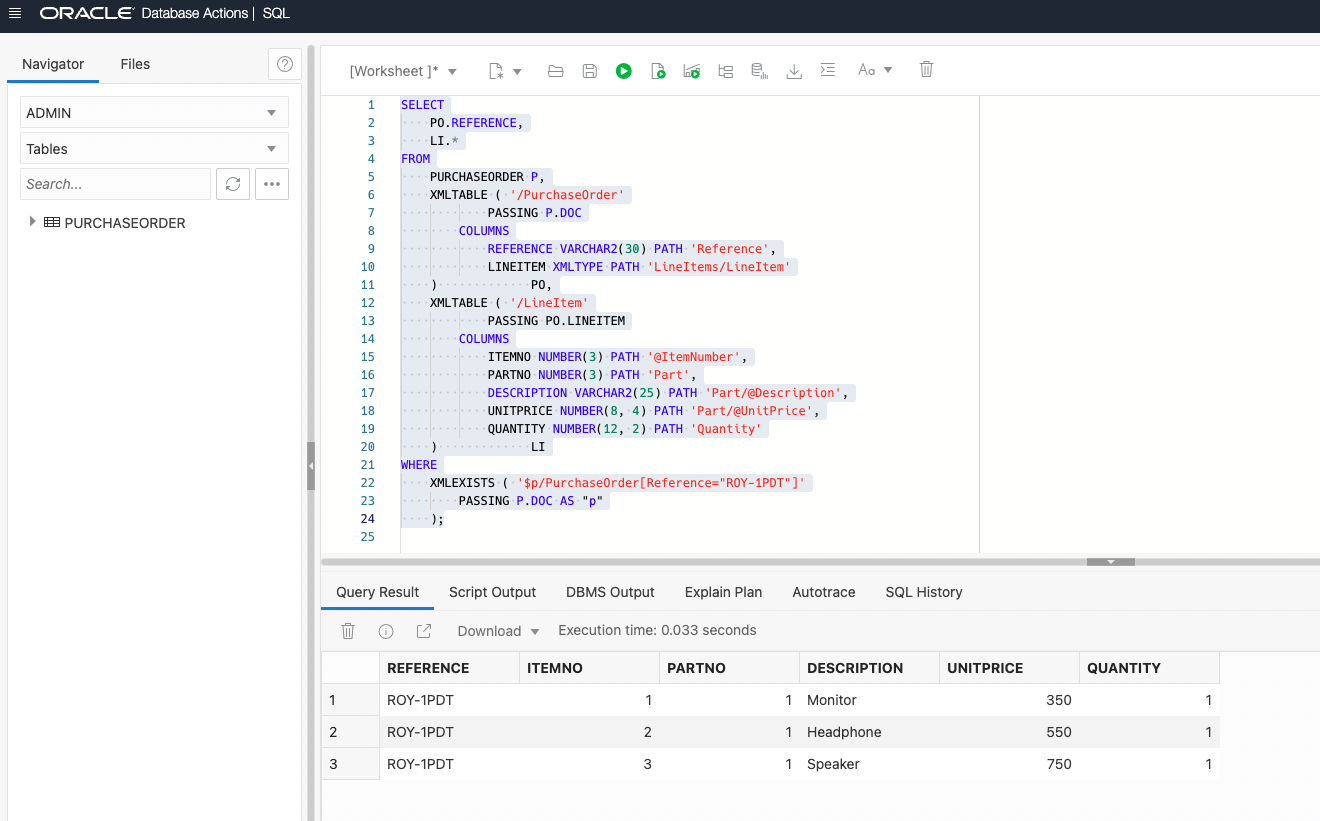 ORACLE Database Actions | SQL
Navigator Files
ADMIN
Tables
Search...
PURCHASEORDER
[Worksheet ]* Aa
1 SELECT
2 PO.REFERENCE,
3 LI.*
4 FROM
5 PURCHASEORDER P,
6 XMLTABLE ( '/PurchaseOrder'
7 PASSING P.DOC
8 COLUMNS
9 REFERENCE VARCHAR2(30) PATH 'Reference',
10 LINEITEM XMLTYPE PATH 'LineItems/LineItem'
11 ) PO,
12 XMLTABLE ( '/LineItem'
13 PASSING PO.LINEITEM
14 COLUMNS
15 ITEMNO NUMBER(3) PATH '@ItemNumber',
16 PARTNO NUMBER(3) PATH 'Part',
17 DESCRIPTION VARCHAR2(25) PATH 'Part/@Description',
18 UNITPRICE NUMBER(8, 4) PATH 'Part/@UnitPrice',
19 QUANTITY NUMBER(12, 2) PATH 'Quantity'
20 ) LI
21 WHERE
22 XMLEXISTS ( '$p/PurchaseOrder[Reference="ROY-1PDT"]'
23 PASSING P.DOC AS "p"
24 );
25
Query Result Script Output DBMS Output Explain Plan Autotrace SQL History
Download Execution time: 0.033 seconds
REFERENCE ITEMNO PARTNO DESCRIPTION UNITPRICE QUANTITY
1 ROY-1PDT 1 1 Monitor 350 1
2 ROY-1PDT 2 1 Headphone 550 1
3 ROY-1PDT 3 1 Speaker 750 1